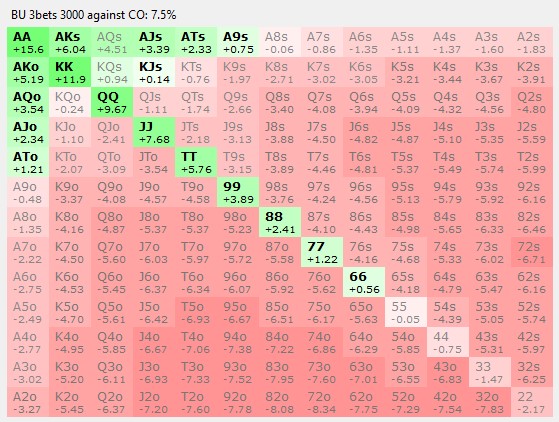 BU 3bets 3000 against CO: 7.5%
AA AKs AQs AJs ATs A9s A8s A7s A6s A5s A4s A3s A2s
+15.6 +6.04 +4.51 +3.39 +2.33 +0.75 -0.06 -0.86 -1.35 -1.11 -1.37 -1.60 -1.83
AKo KK KQs KJs KTs K9s K8s K7s K6s K5s K4s K3s K2s
+5.19 +11.9 +0.94 +0.14 -0.76 -1.97 -2.71 -3.02 -3.05 -3.21 -3.44 -3.67 -3.91
AQo KQo QQ QJs QTs Q9s Q8s Q7s Q6s Q5s Q4s Q3s Q2s
+3.54 -0.24 +9.67 -1.11 -1.74 -2.66 -3.40 -4.08 -3.94 -4.09 -4.32 -4.56 -4.80
AJo KJo QJo JJ JTs J9s J8s J7s J6s J5s J4s J3s J2s
+2.34 -1.10 -2.41 +7.68 -2.18 -3.13 -3.88 -4.50 -4.82 -4.87 -5.10 -5.35 -5.59
ATo KTo QTo JTo TT T9s T8s T7s T6s T5s T4s T3s T2s
+1.21 -2.07 -3.09 -3.54 +5.76 -3.15 -3.89 -4.46 -4.81 -5.37 -5.49 -5.74 -5.99
A9o K9o Q9o J9o T9o 99 98s 97s 96s 95s 94s 93s 92s
-0.48 -3.37 -4.08 -4.57 -4.58 +3.89 -3.76 -4.24 -4.56 -5.13 -5.79 -5.92 -6.16
A8o K8o Q8o J8o T8o 98o 88 87s 86s 85s 84s 83s 82s
-1.35 -4.16 -4.87 -5.37 -5.37 -5.23 +2.41 -4.10 -4.43 -4.98 -5.65 -6.33 -6.46
A7o K7o Q7o J7o T7o 97o 87o 77 76s 75s 74s 73s 72s
-2.22 -4.50 -5.60 -6.03 -5.97 -5.72 -5.58 +1.22 -4.16 -4.68 -5.33 -6.02 -6.71
A6o K6o Q6o J6o T6o 96o 86o 76o 66 65s 64s 63s 62s
-2.75 -4.53 -5.45 -6.37 -6.34 -6.07 -5.92 -5.62 +0.56 -4.18 -4.79 -5.47 -6.16
A5o K5o Q5o J5o T5o 95o 85o 75o 65o 55 54s 53s 52s
-2.49 -4.70 -5.61 -6.42 -6.93 -6.67 -6.51 -6.17 -5.63 -0.05 -4.39 -5.05 -5.74
A4o K4o Q4o J4o T4o 94o 84o 74o 64o 54o 44 43s 42s
-2.77 -4.95 -5.85 -6.67 -7.06 -7.38 -7.22 -6.86 -6.29 -5.85 -0.75 -5.31 -5.97
A3o K3o Q3o J3o T3o 93o 83o 73o 63o 53o 43o 33 32s
-3.02 -5.20 -6.11 -6.93 -7.33 -7.52 -7.95 -7.60 -7.01 -6.55 -6.83 -1.47 -6.25
A2o K2o Q2o J2o T2o 92o 82o 72o 62o 52o 42o 32o 22
-3.27 -5.45 -6.37 -7.20 -7.60 -7.78 -8.08 -8.34 -7.75 -7.29 -7.54 -7.83 -2.17